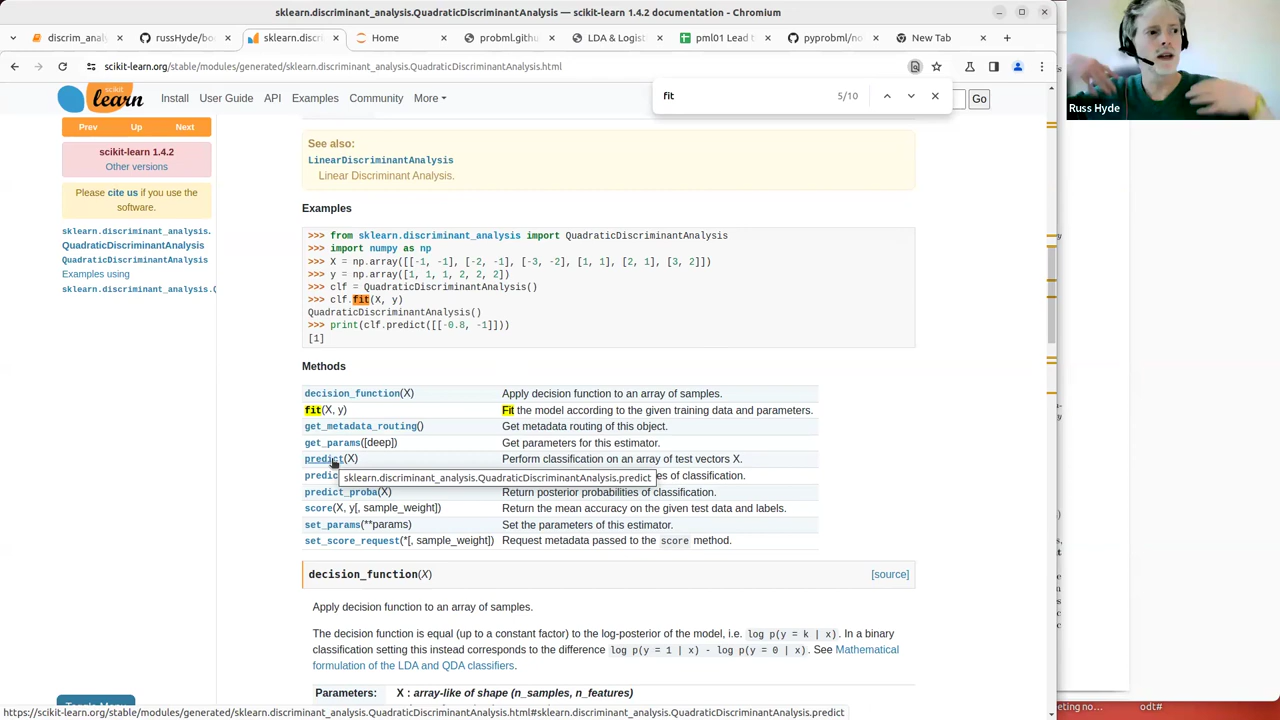 sklearn.discriminant_analysis.QuadraticDiscriminantAnalysis — scikit-learn 1.4.2 documentation - Chromium
discrim_analy
russHyde/boo
sklearn.discri
Home
probml.github
LDA & Logist
pml01 Lead t
pyprobml/no
New Tab
scikit-learn.org/stable/modules/generated/sklearn.discriminant_analysis.QuadraticDiscriminantAnalysis.html
fit
5/10
Russ Hyde
scikit
learn
Install
User Guide
API
Examples
Community
More
Go
Prev
Up
Next
scikit-learn 1.4.2
Other versions
Please cite us if you use the
software.
sklearn.discriminant_analysis.
QuadraticDiscriminantAnalysis
QuadraticDiscriminantAnalysis
Examples using
sklearn.discriminant_analysis.Q
See also:
LinearDiscriminantAnalysis
Linear Discriminant Analysis.
Examples
>>> from sklearn.discriminant_analysis import QuadraticDiscriminantAnalysis
>>> import numpy as np
>>> X = np.array([[-1, -1], [-2, -1], [-3, -2], [1, 1], [2, 1], [3, 2]])
>>> y = np.array([1, 1, 1, 2, 2, 2])
>>> clf = QuadraticDiscriminantAnalysis()
>>> clf.fit(X, y)
QuadraticDiscriminantAnalysis()
>>> print(clf.predict([[-0.8, -1]]))
[1]
Methods
decision_function(X) Apply decision function to an array of samples.
fit(X, y) Fit the model according to the given training data and parameters.
get_metadata_routing() Get metadata routing of this object.
get_params([deep]) Get parameters for this estimator.
predict(X) Perform classification on an array of test vectors X.
predic es of classification.
sklearn.discriminant_analysis.QuadraticDiscriminantAnalysis.predict
predict_proba(X) Return posterior probabilities of classification.
score(X, y[, sample_weight]) Return the mean accuracy on the given test data and labels.
set_params(**params) Set the parameters of this estimator.
set_score_request(*[, sample_weight]) Request metadata passed to the score method.
decision_function(X) [source]
Apply decision function to an array of samples.
The decision function is equal (up to a constant factor) to the log-posterior of the model, i.e. log p(y = k | x). In a binary
classification setting this instead corresponds to the difference log p(y = 1 | x) - log p(y = 0 | x). See Mathematical
formulation of the LDA and QDA classifiers.
Parameters: X : array-like of shape (n_samples, n_features)
https://scikit-learn.org/stable/modules/generated/sklearn.discriminant_analysis.QuadraticDiscriminantAnalysis.html#sklearn.discriminant_analysis.QuadraticDiscriminantAnalysis.predict
eting no...
odt#